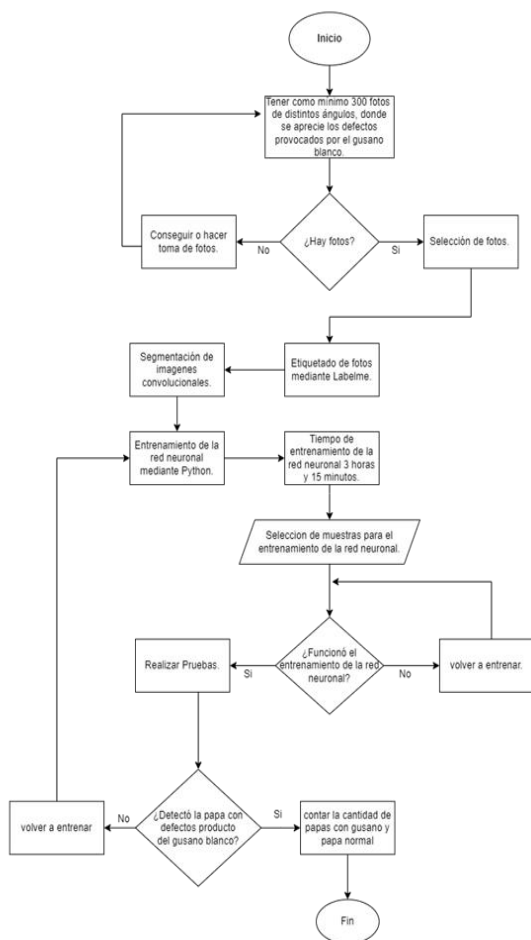 Inicio
Tener como mínimo 300 fotos
de distintos ángulos, donde
se aprecie los defectos
provocados por el gusano
blanco.
Conseguir o hacer
toma de fotos.
No
¿Hay fotos?
Si
Selección de fotos.
Segmentación de
imagenes
convolucionales.
Etiquetado de fotos
mediante Labelme.
Entrenamiento de la
red neuronal
mediante Python.
Tiempo de
entrenamiento de la
red neuronal 3 horas
y 15 minutos.
Seleccion de muestras para el
entrenamiento de la red neuronal.
Realizar Pruebas.
Si
¿Funcionó el
entrenamiento de la red
neuronal?
No
volver a entrenar.
volver a entrenar
No
¿Detectó la papa con
defectos producto
del gusano blanco?
Si
contar la cantidad de
papas con gusano y
papa normal
Fin